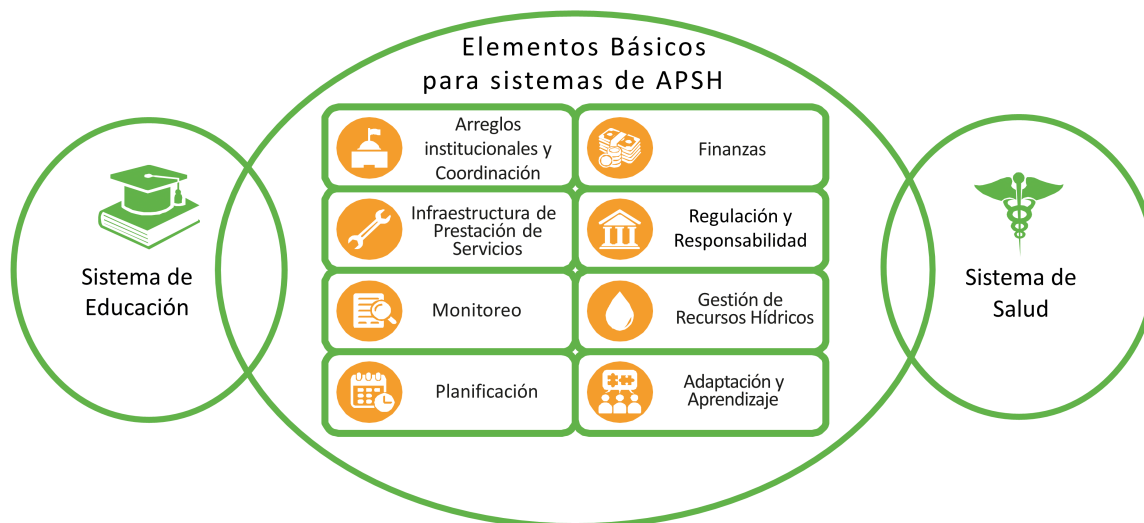 Elementos Básicos
para sistemas de APSH
Arreglos
institucionales y
Coordinación
Finanzas
Infraestructura de
Prestación de
Servicios
Regulación y
Responsabilidad
Monitoreo
Gestión de
Recursos Hídricos
Planificación
Adaptación y
Aprendizaje
Sistema de
Educación
Sistema de
Salud